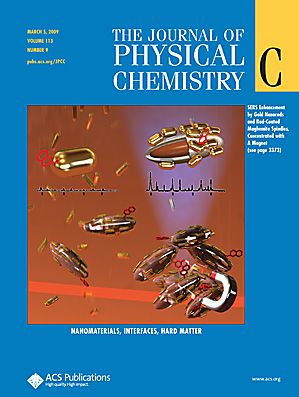 MARCH 5, 2009
VOLUME 113
NUMBER 9
pubs.acs.org/JPCC
THE JOURNAL OF
PHYSICAL
CHEMISTRY
C
SERS Enhancement
by Gold Nanorods
and Rod-Coated
Maghemite Spindles,
Concentrated with
A Magnet
(see page 3373)
NANOMATERIALS, INTERFACES, HARD MATTER
ACS Publications
High quality. High impact.
www.acs.org